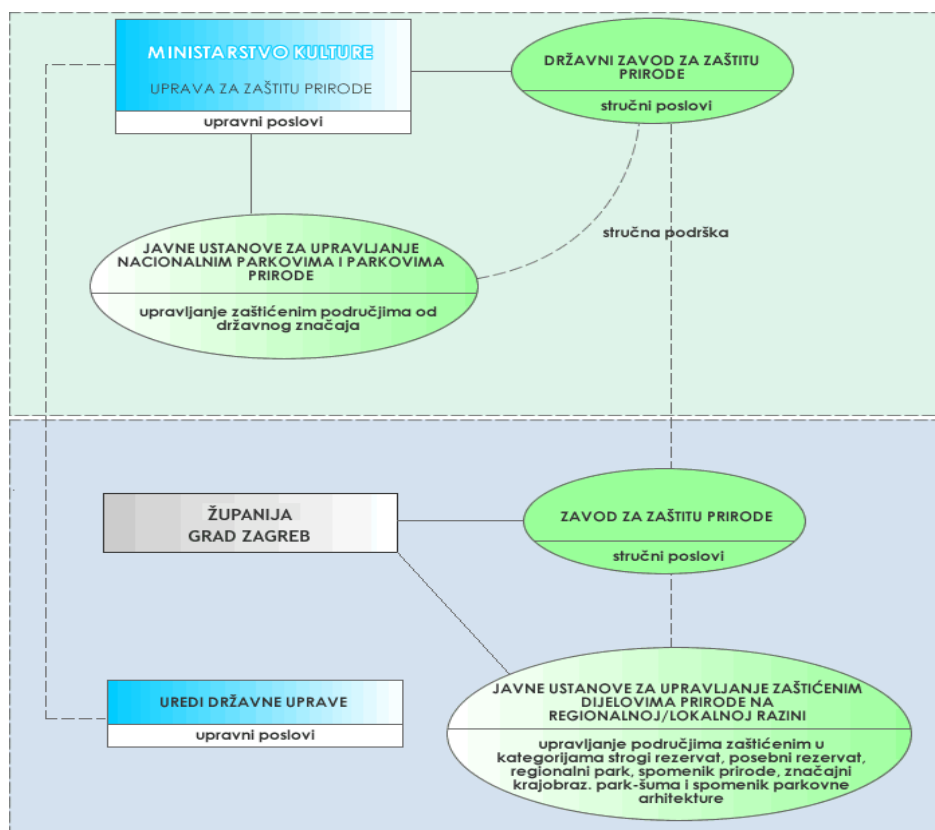 MINISTARSTVO KULTURE
UPRAVA ZA ZAŠTITU PRIRODE
upravni poslovi
DRŽAVNI ZAVOD ZA ZAŠTITU
PRIRODE
stručni poslovi
stručna podrška
JAVNE USTANOVE ZA UPRAVLJANJE
NACIONALNIM PARKOVIMA I PARKOVIMA
PRIRODE
upravljanje zaštićenim područjima od
državnog značaja
ŽUPANIJA
GRAD ZAGREB
ZAVOD ZA ZAŠTITU PRIRODE
stručni poslovi
UREDI DRŽAVNE UPRAVE
upravni poslovi
JAVNE USTANOVE ZA UPRAVLJANJE ZAŠTIĆENIM
DIJELOVIMA PRIRODE NA
REGIONALNOJ/LOKALNOJ RAZINI
upravljanje područjima zaštićenim u
kategorijama strogi rezervat, posebni rezervat,
regionalni park, spomenik prirode, značajni
krajobraz. park-šuma i spomenik parkovne
arhitekture